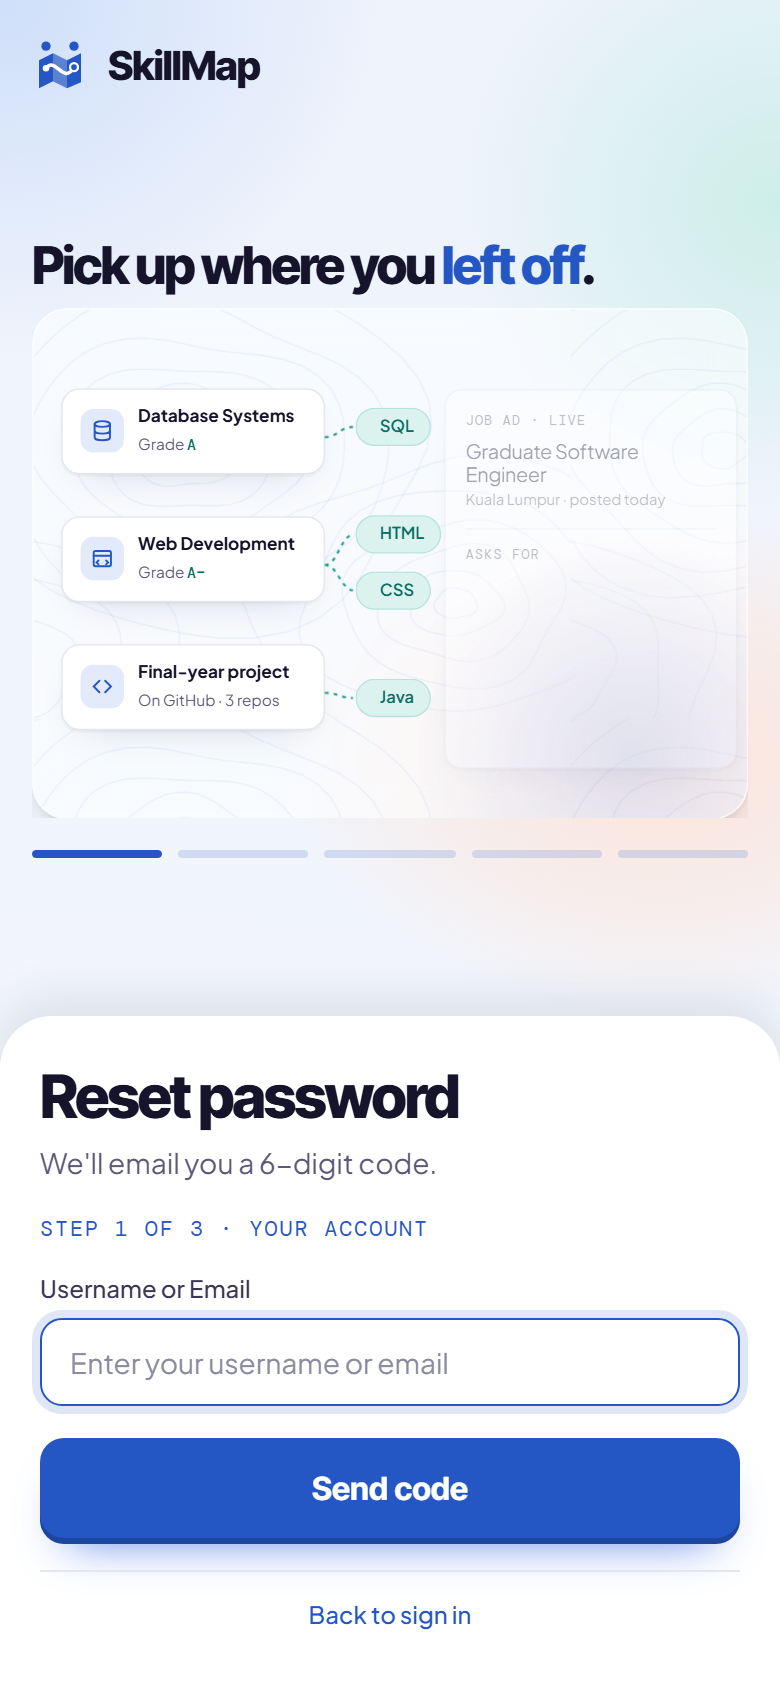 SkillMap
Pick up where you left off.
Database Systems
Grade A
SQL
Web Development
Grade A-
HTML
CSS
Final-year project
On GitHub · 3 repos
Java
JOB AD · LIVE
Graduate Software
Engineer
Kuala Lumpur · posted today
ASKS FOR
Reset password
We'll email you a 6-digit code.
STEP 1 OF 3 · YOUR ACCOUNT
Username or Email
Enter your username or email
Send code
Back to sign in